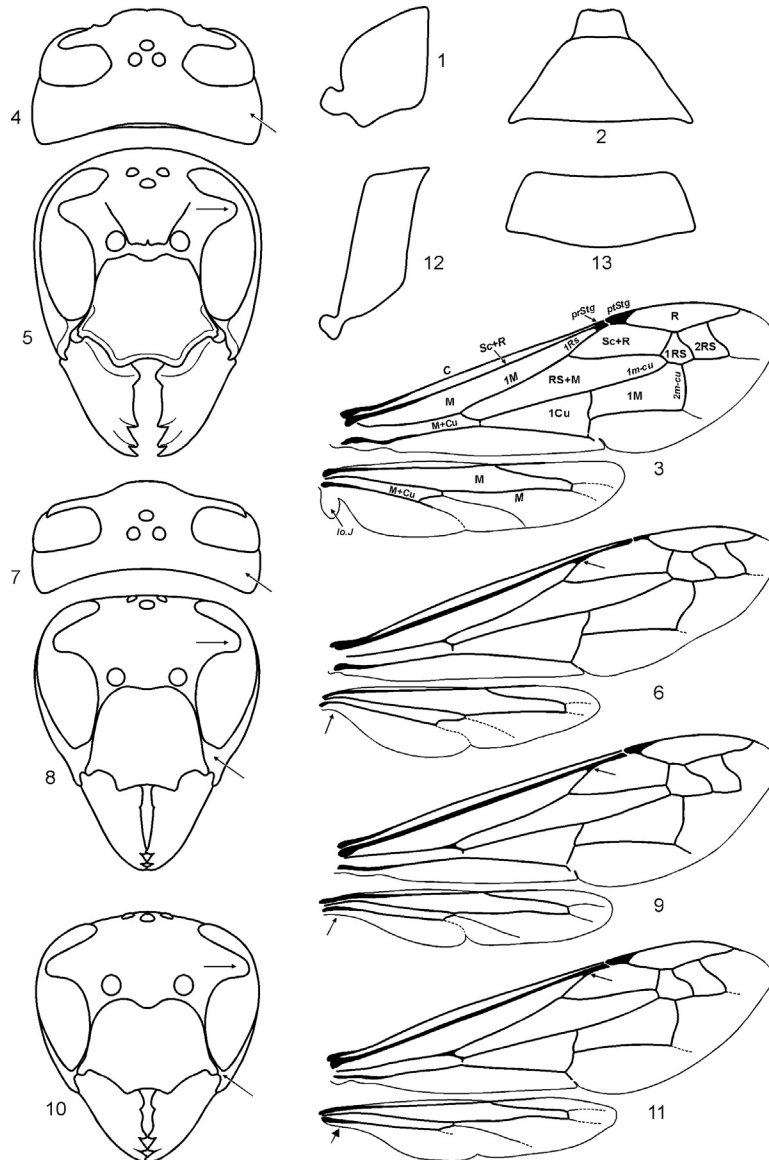 4
1
2
5
12
13
prStg
ptStg
R
Sc+R
C
1Rs
Sc+R
1RS
2RS
1M
RS+M
1m-cu
M
1M
2m-cu
M+Cu
1Cu
3
M
M+Cu
M
lo.J
7
6
8
9
10
11